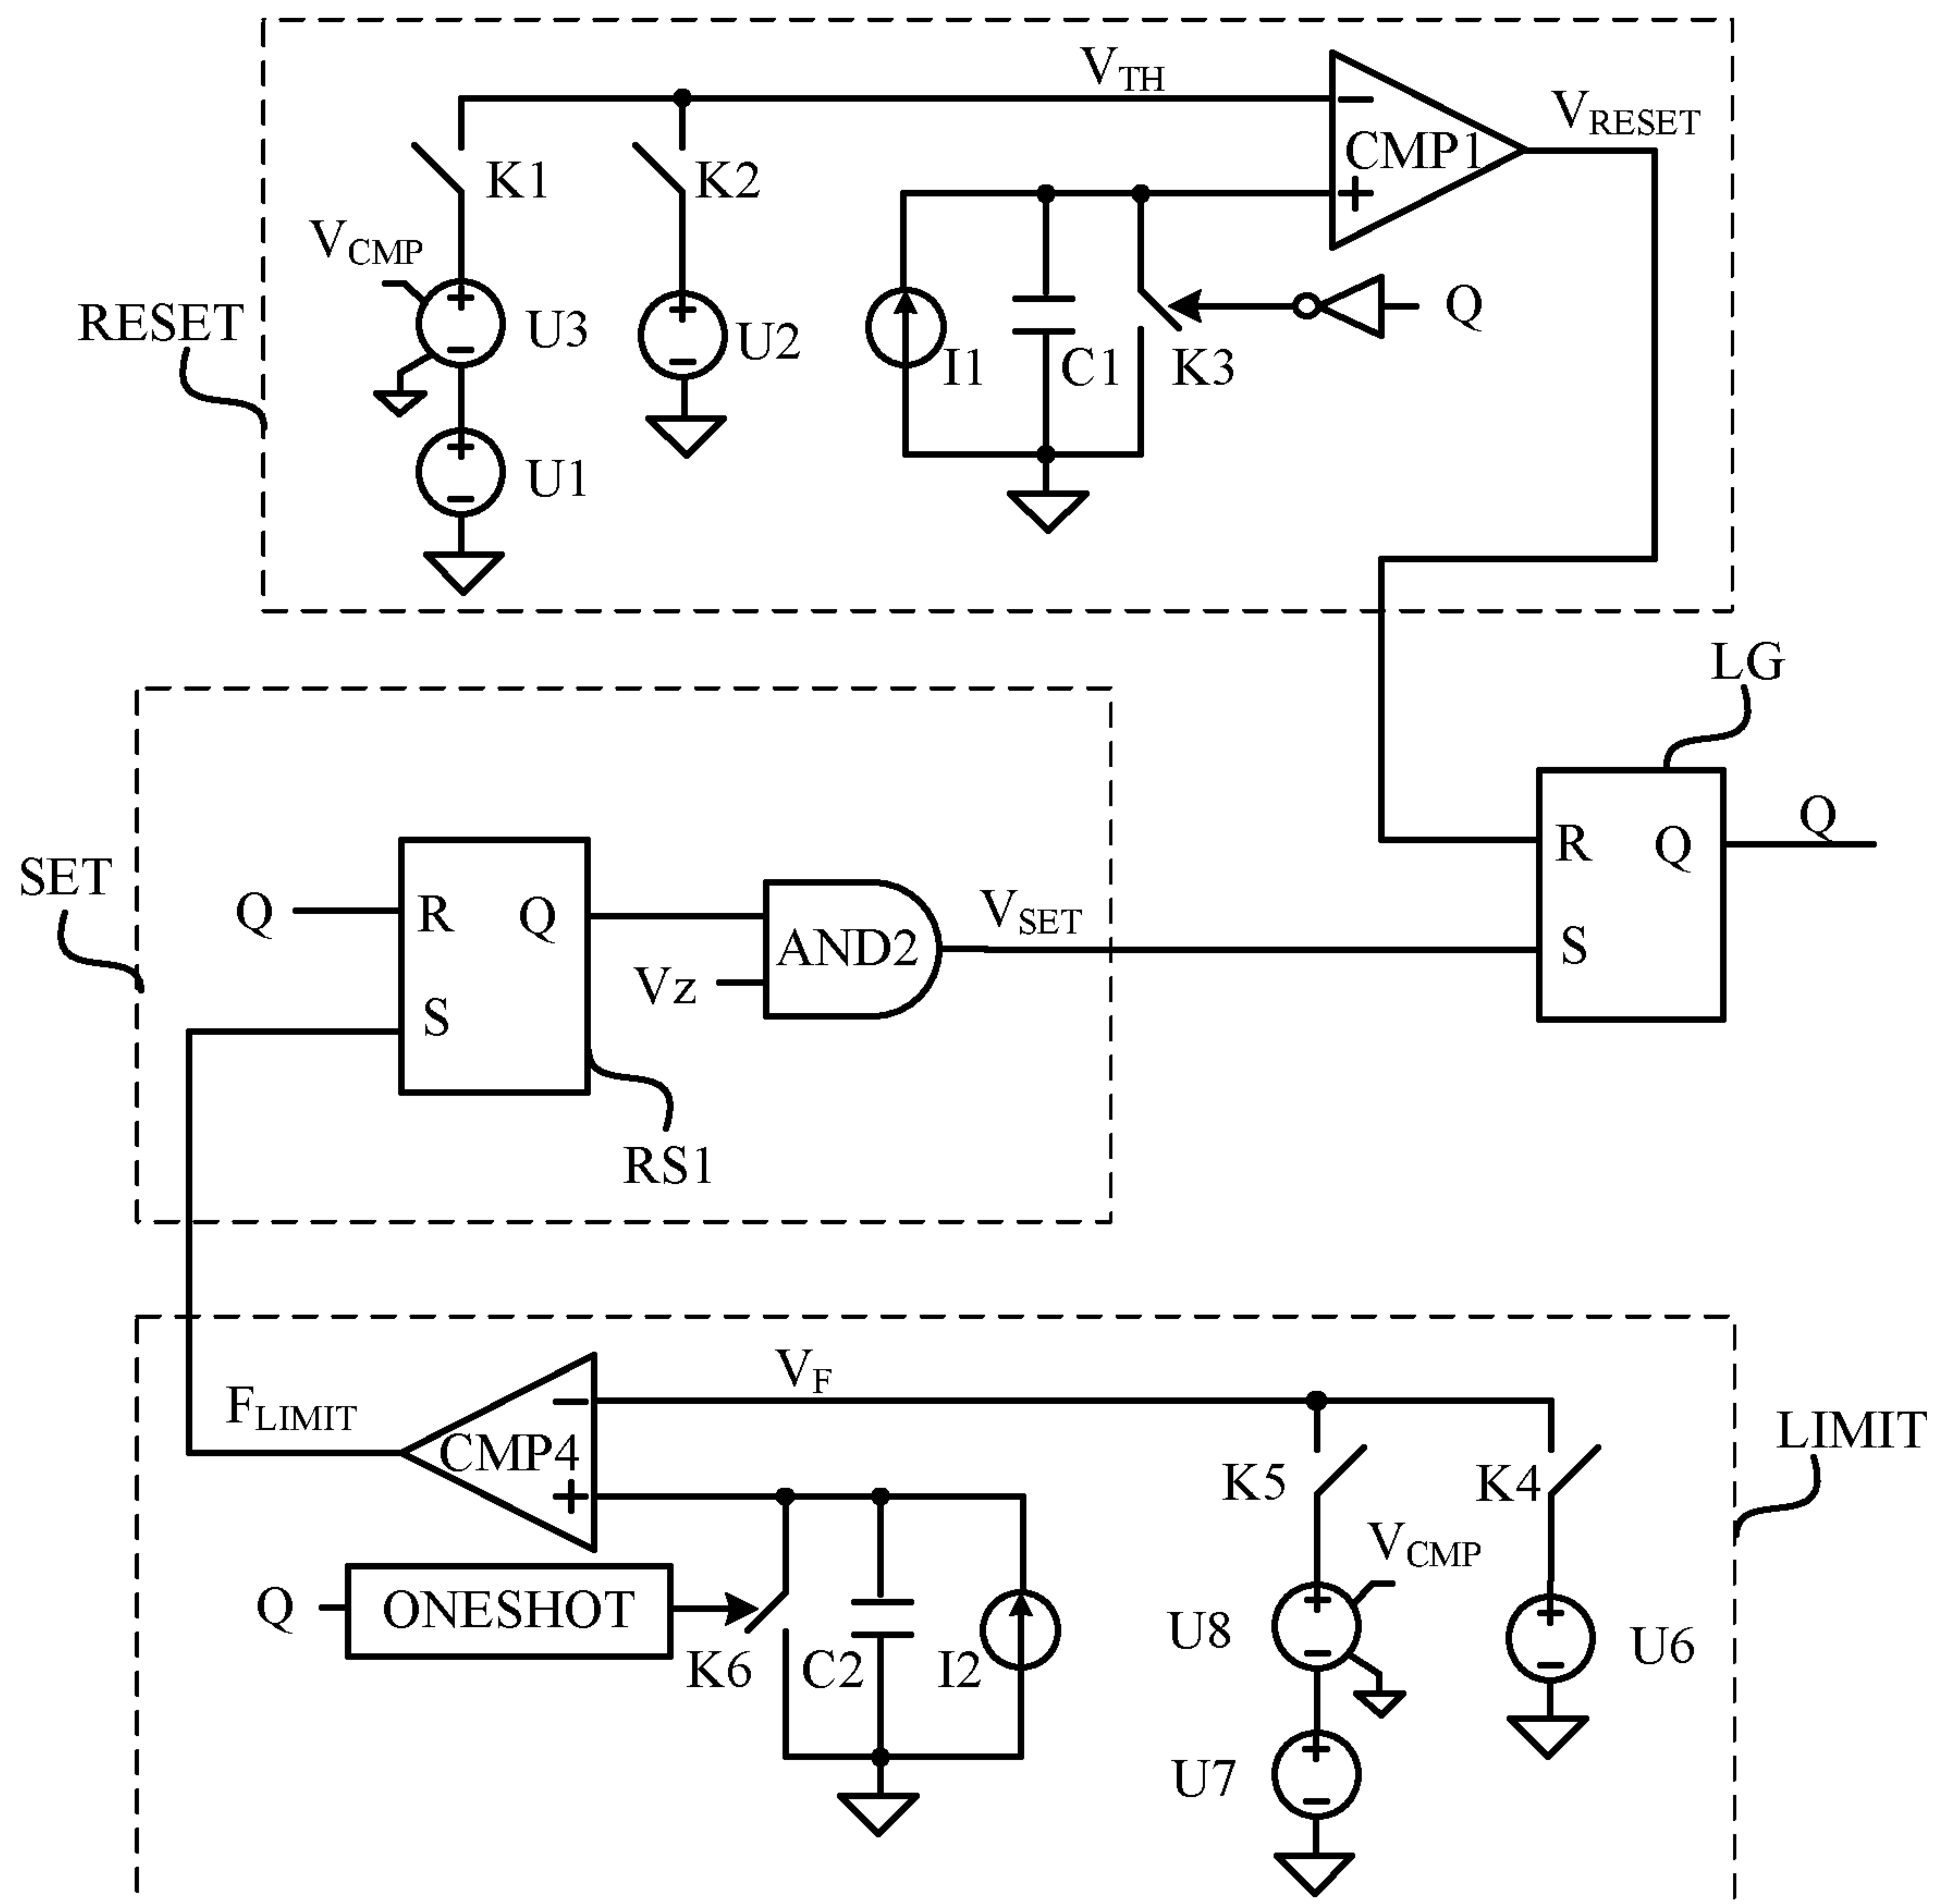 V_TH
V_RESET
CMP1
K1
K2
V_CMP
RESET
U3
U2
I1
C1
K3
Q
U1
LG
SET
Q
R
Q
S
AND2
Vz
V_SET
RS1
R
Q
S
Q
F_LIMIT
V_F
CMP4
LIMIT
K5
K4
V_CMP
Q
ONESHOT
K6
C2
I2
U8
U6
U7